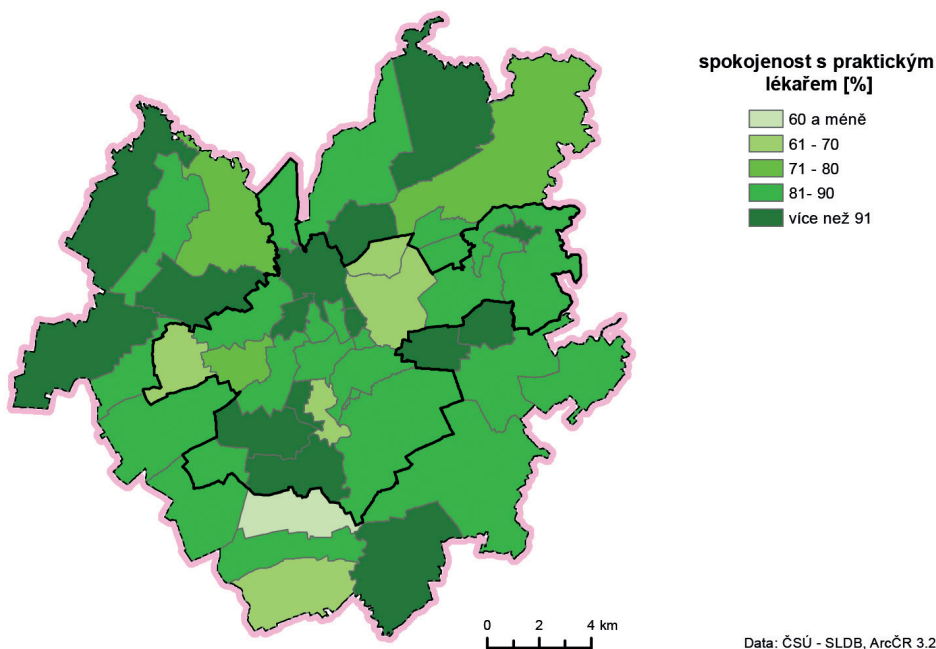 spokojenost s praktickým
lékařem [%]
60 a méně
61 - 70
71 - 80
81- 90
více než 91
0 2 4 km
Data: ČSÚ - SLDB, ArcČR 3.2